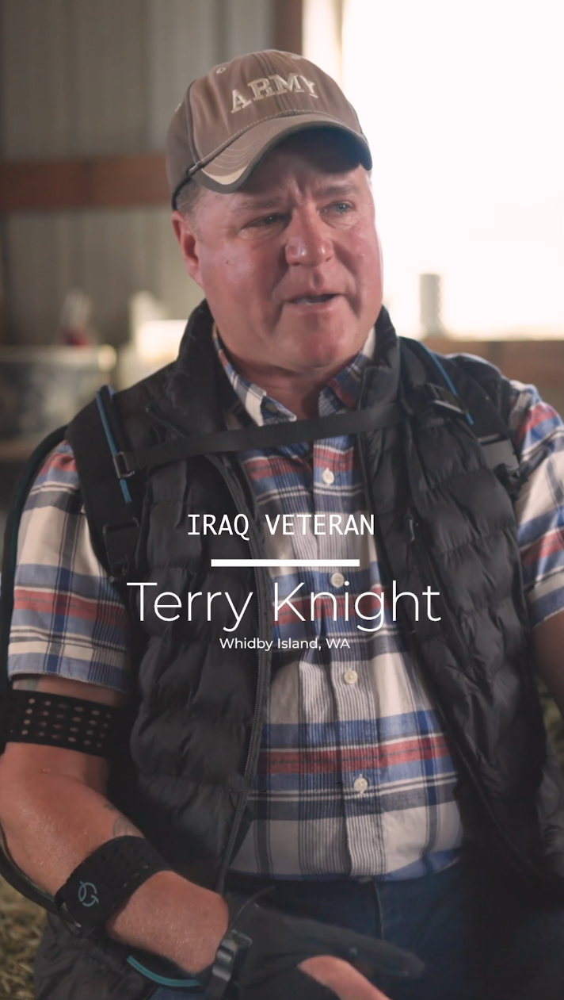 ARMY
IRAQ VETERAN
Terry Knight
Whidby Island, WA